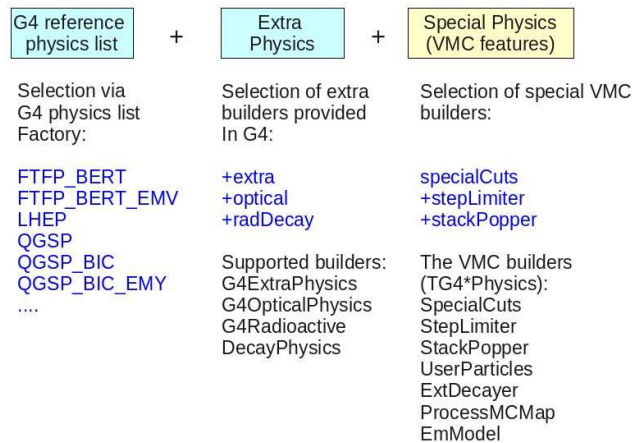 G4 reference
physics list
+
Extra
Physics
+
Special Physics
(VMC features)
Selection via
G4 physics list
Factory:
FTFP_BERT
FTFP_BERT_EMV
LHEP
QGSP
QGSP_BIC
QGSP_BIC_EMY
....
Selection of extra
builders provided
In G4:
+extra
+optical
+radDecay
Supported builders:
G4ExtraPhysics
G4OpticalPhysics
G4Radioactive
DecayPhysics
Selection of special VMC
builders:
specialCuts
+stepLimiter
+stackPopper
The VMC builders
(TG4*Physics):
SpecialCuts
StepLimiter
StackPopper
UserParticles
ExtDecayer
ProcessMCMap
EmModel